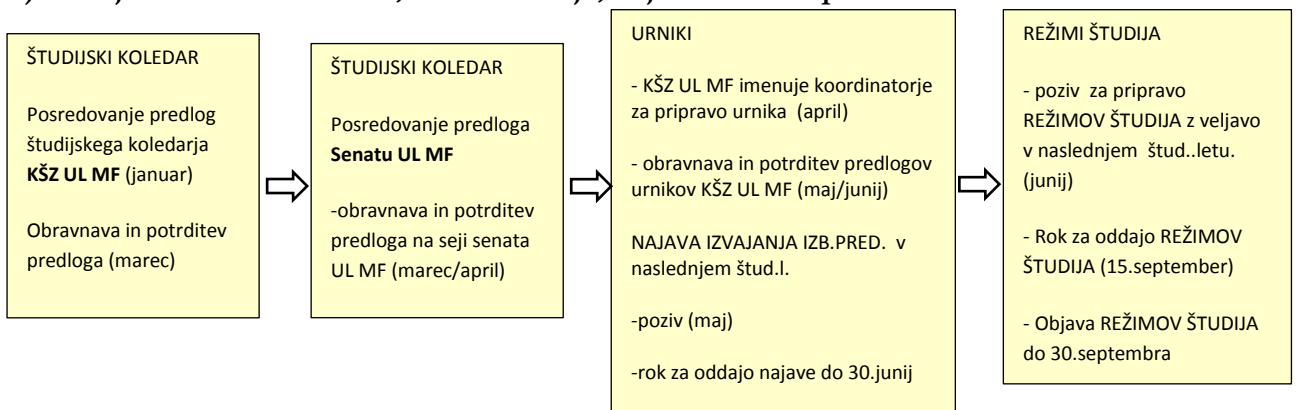 ŠTUDIJSKI KOLEDAR
Posredovanje predlog
študijskega koledarja
KŠZ UL MF (januar)
Obravnava in potrditev
predloga (marec)
ŠTUDIJSKI KOLEDAR
Posredovanje predloga
Senatu UL MF
-obravnava in potrditev
predloga na seji senata
UL MF (marec/april)
URNIKI
- KŠZ UL MF imenuje koordinatorje
za pripravo urnika (april)
- obravnava in potrditev predlogov
urnikov KŠZ UL MF (maj/junij)
NAJAVA IZVAJANJA IZB.PRED. v
naslednjem štud.l.
-poziv (maj)
-rok za oddajo najave do 30.junij
REŽIMI ŠTUDIJA
- poziv za pripravo
REŽIMOV ŠTUDIJA z veljavo
v naslednjem štud..letu.
(junij)
- Rok za oddajo REŽIMOV
ŠTUDIJA (15.september)
- Objava REŽIMOV ŠTUDIJA
do 30.septembra